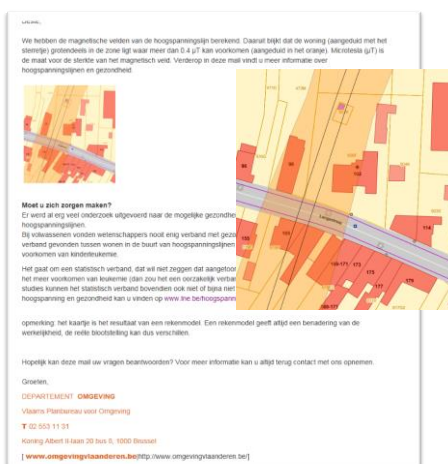 We hebben de magnetische velden van de hoogspanningslijn berekend. Daaruit blijkt dat de woning (aangeduid met het
sterretje) grotendeels in de zone ligt waar meer dan 0.4 µT kan voorkomen (aangeduid in het oranje). Microtesla (µT) is
de maat voor de sterkte van het magnetisch veld. Verderop in deze mail vindt u meer informatie over
hoogspanningslijnen en gezondheid.
Moet u zich zorgen maken?
Er werd al erg veel onderzoek uitgevoerd naar de mogelijke gezondhe
hoogspanningslijnen.
Bij volwassenen vonden wetenschappers nooit enig verband met gez
verband gevonden tussen wonen in de buurt van hoogspanningslijnen
voorkomen van kinderleukemie.
Het gaat om een statistisch verband, dat wil niet zeggen dat aangetoon
het meer voorkomen van leukemie (dan zou het een oorzakelijk verban
studies kunnen het statistisch verband bovendien ook niet of bijna niet
hoogspanning en gezondheid kan u vinden op www.lne.be/hoogspann
114
173
175
177
179
opmerking: het kaartje is het resultaat van een rekenmodel. Een rekenmodel geeft altijd een benadering van de
werkelijkheid, de reële blootstelling kan dus verschillen.
Hopelijk kan deze mail uw vragen beantwoorden? Voor meer informatie kan u altijd terug contact met ons opnemen.
Groeten,
DEPARTEMENT OMGEVING
Vlaams Planbureau voor Omgeving
T 02 553 11 31
Koning Albert II-laan 20 bus 8, 1000 Brussel
[ www.omgevingvlaanderen.be|http://www.omgevingvlaanderen.be/]